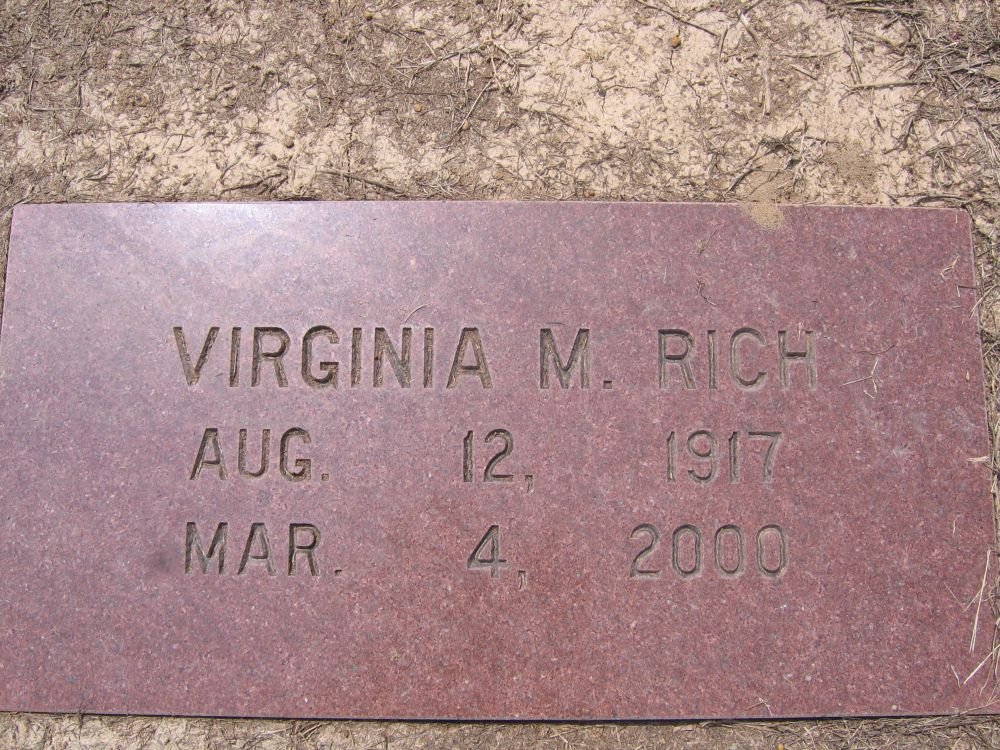 VIRGINIA M. RICH
AUG. 12, 1917
MAR. 4, 2000